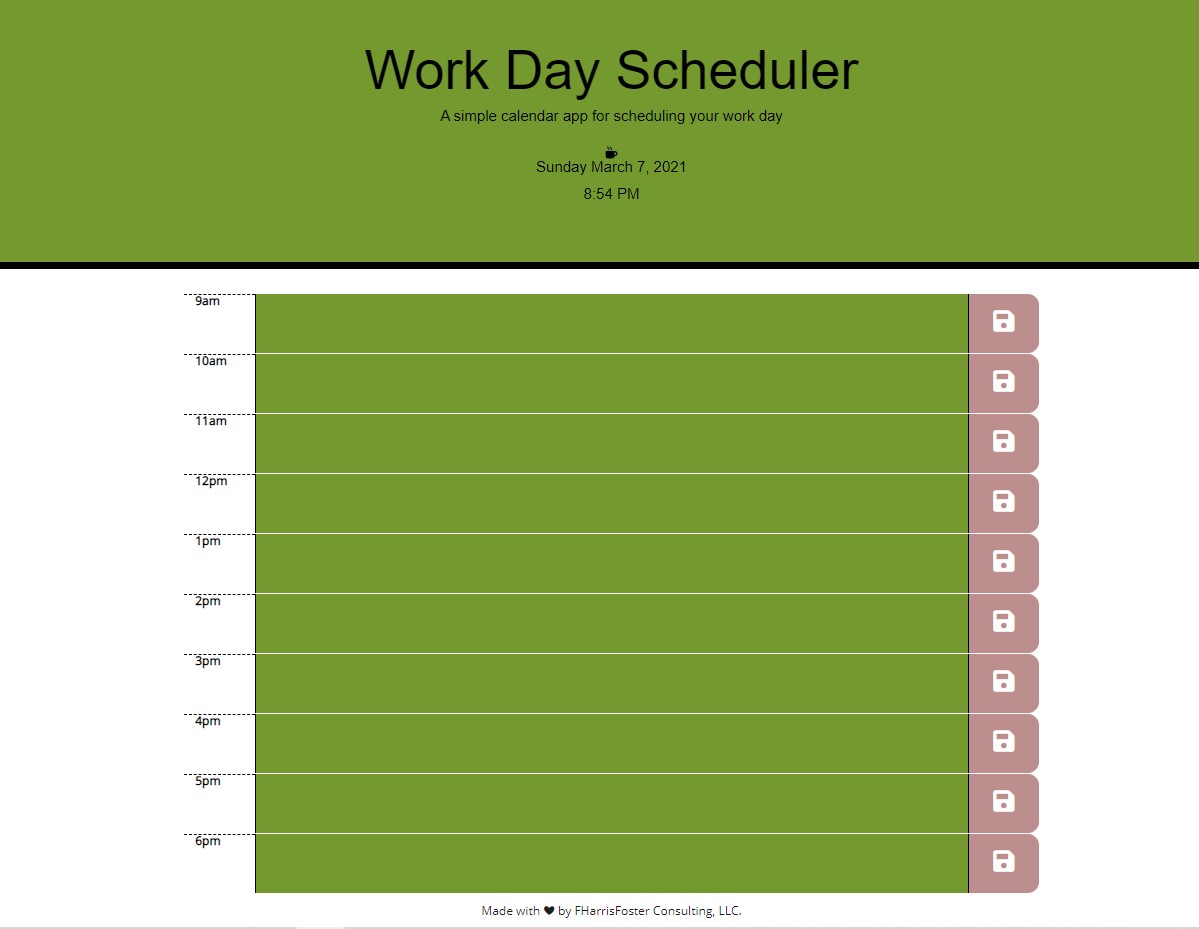 Work Day Scheduler
A simple calendar app for scheduling your work day
Sunday March 7, 2021
8:54 PM
9am
10am
11am
12pm
1pm
2pm
3pm
4pm
5pm
6pm
Made with ♥ by FHarrisFoster Consulting, LLC.